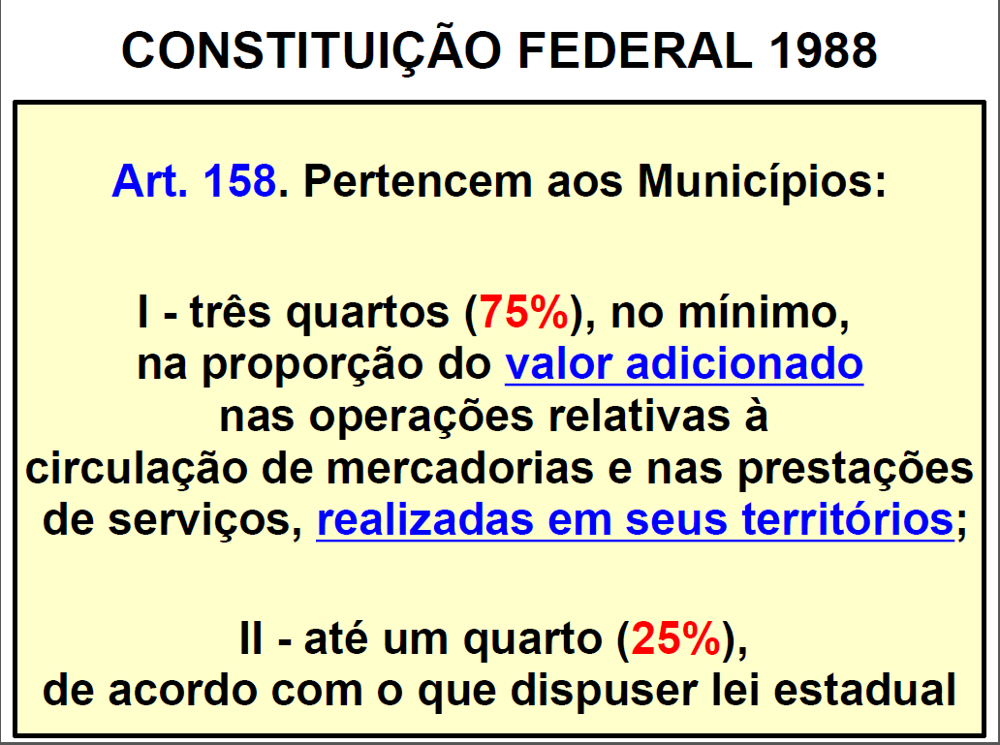 CONSTITUIÇÃO FEDERAL 1988
Art. 158. Pertencem aos Municípios:
I - três quartos (75%), no mínimo,
na proporção do valor adicionado
nas operações relativas à
circulação de mercadorias e nas prestações
de serviços, realizadas em seus territórios;
II - até um quarto (25%),
de acordo com o que dispuser lei estadual